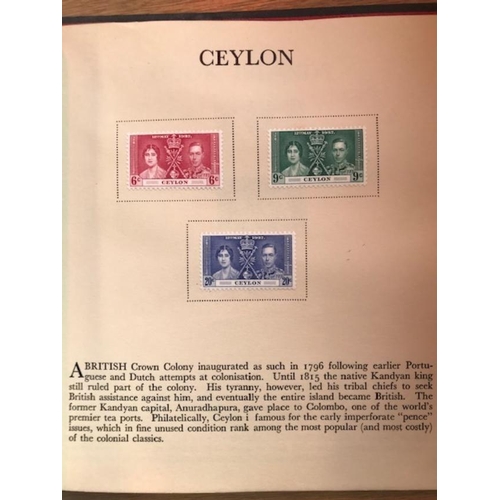 CEYLON
6c 6c
CEYLON
9c 9c
CEYLON
20c 20c
CEYLON
A BRITISH Crown Colony inaugurated as such in 1796 following earlier Portu-
guese and Dutch attempts at colonisation. Until 1815 the native Kandyan king
still ruled part of the colony. His tyranny, however, led his tribal chiefs to seek
British assistance against him, and eventually the entire island became British. The
former Kandyan capital, Anuradhapura, gave place to Colombo, one of the world's
premier tea ports. Philatelically, Ceylon i famous for the early imperforate "pence"
issues, which in fine unused condition rank among the most popular (and most costly)
of the colonial classics.